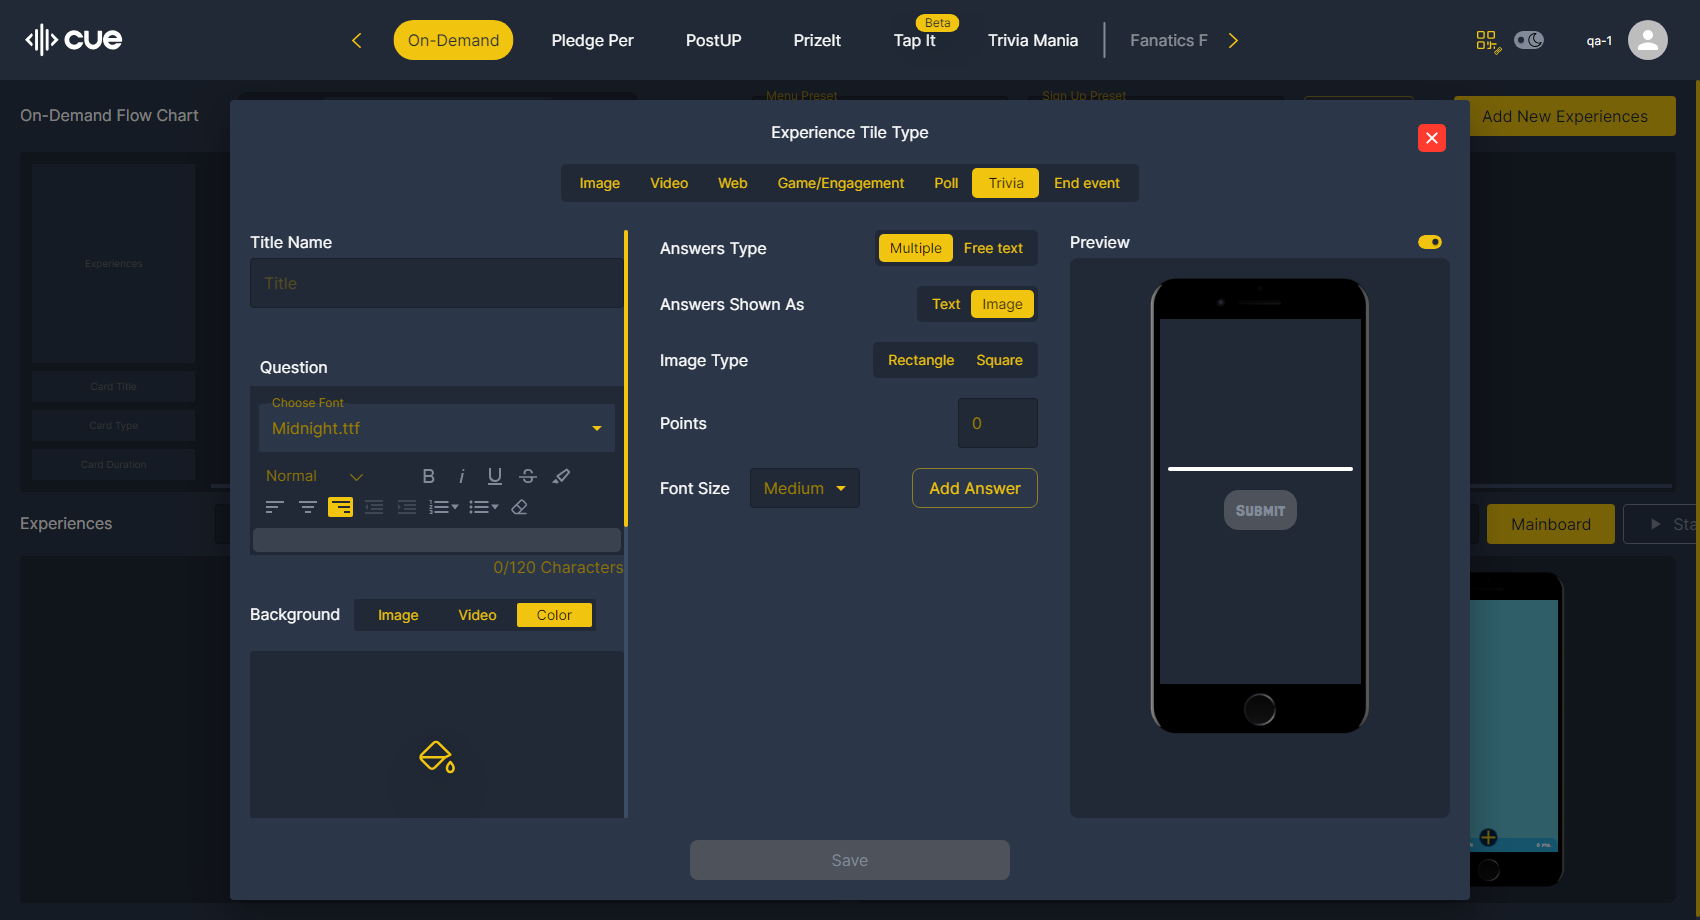 cue
On-Demand
Pledge Per
PostUP
PrizeIt
Beta
Tap It
Trivia Mania
Fanatics F
qa-1
On-Demand Flow Chart
Menu Preset
Sign Up Preset
Add New Experiences
Experience Tile Type
Image
Video
Web
Game/Engagement
Poll
Trivia
End event
Experiences
Card Title
Card Type
Card Duration
Title Name
Title
Question
Choose Font
Midnight.ttf
Normal
B
i
U
S
0/120 Characters
Background
Image
Video
Color
Answers Type
Multiple
Free text
Answers Shown As
Text
Image
Image Type
Rectangle
Square
Points
0
Font Size
Medium
Add Answer
Preview
SUBMIT
Experiences
Mainboard
Sta
0 Pts.
Save